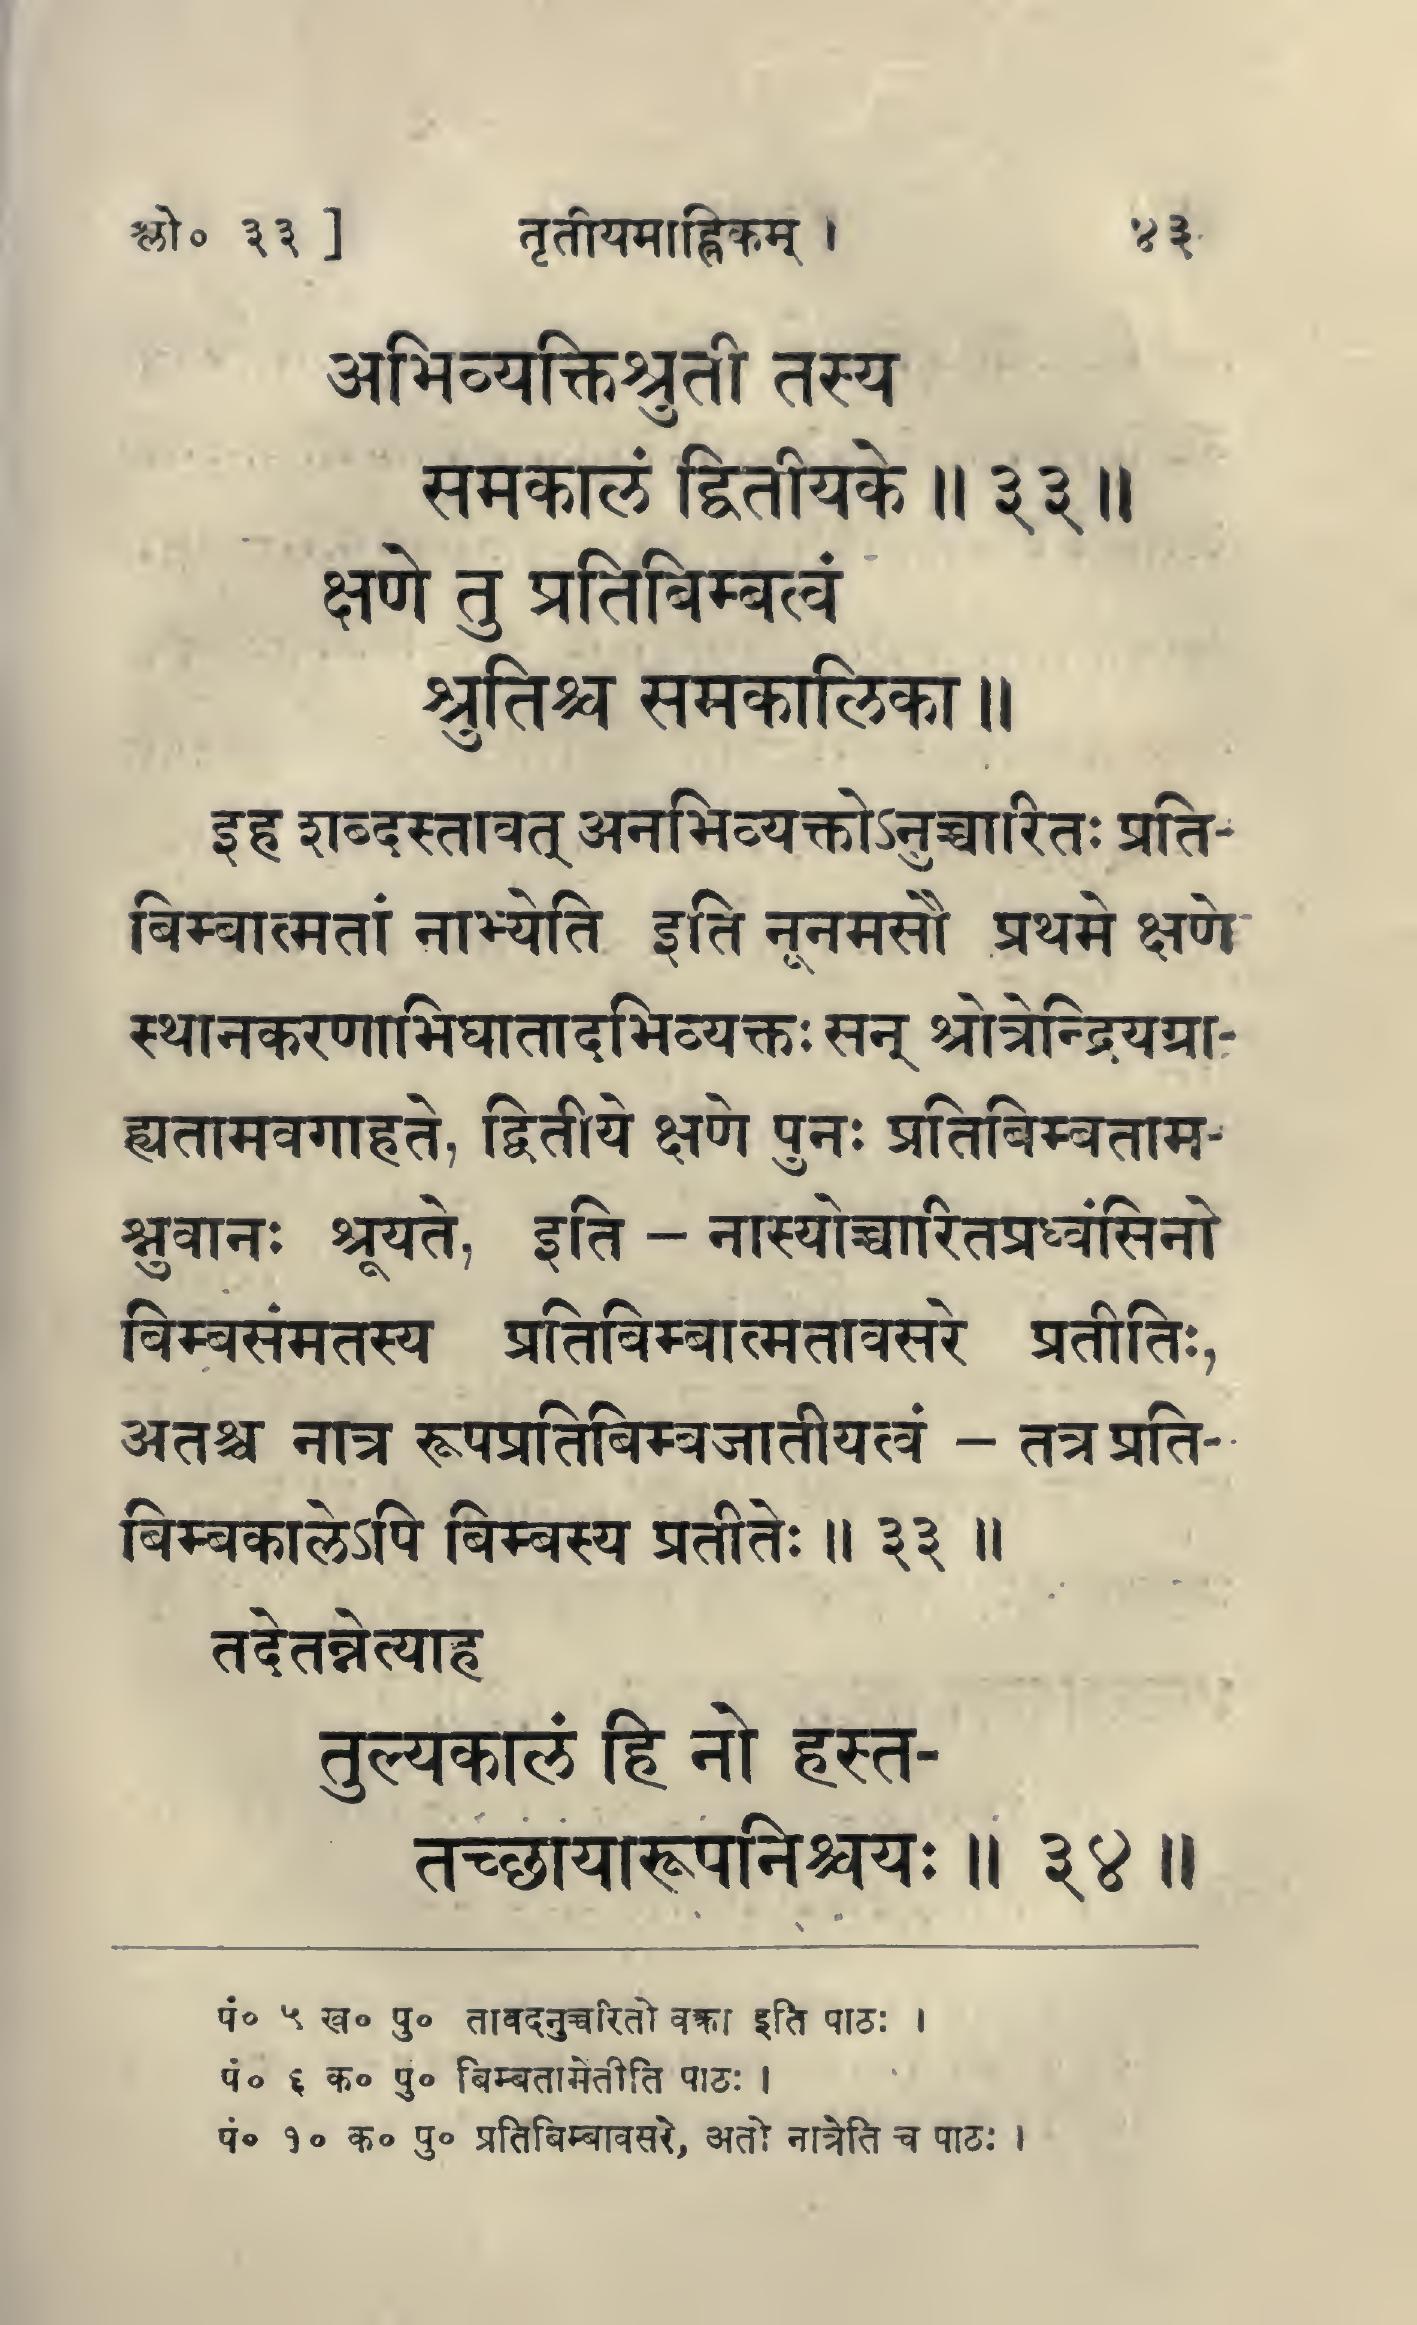 श्लो० ३३ ] तृतीयमाह्निकम् । ४३
अभिव्यक्तिश्रुती तस्य
समकालं द्वितीयके ॥ ३३ ॥
क्षणे तु प्रतिबिम्बत्वं
श्रुतिश्च समकालिका ॥
इह शब्दस्तावत् अनभिव्यक्तोऽनुच्चारितः प्रति-
बिम्बात्मतां नाभ्येति इति नूनमसौ प्रथमे क्षणे
स्थानकरणाभिघातादभिव्यक्तः सन् श्रोत्रेन्द्रियग्रा-
ह्यतामवगाहते, द्वितीये क्षणे पुनः प्रतिबिम्बताम-
श्नुवानः श्रूयते, इति – नास्योच्चारितप्रध्वंसिनो
बिम्बसंमतस्य प्रतिबिम्बात्मतावसरे प्रतीतिः,
अतश्च नात्र रूपप्रतिबिम्बजातीयत्वं – तत्र प्रति-
बिम्बकालेऽपि बिम्बस्य प्रतीतेः ॥ ३३ ॥
तदेतन्नेत्याह
तुल्यकालं हि नो हस्त-
तच्छायारूपनिश्चयः ॥ ३४ ॥
पं० ५ ख० पु० तावदनुच्चरितो वक्रा इति पाठः ।
पं० ६ क० पु० बिम्बतामेतीति पाठः ।
पं० १० क० पु० प्रतिबिम्बावसरे, अतो नात्रेति च पाठः ।